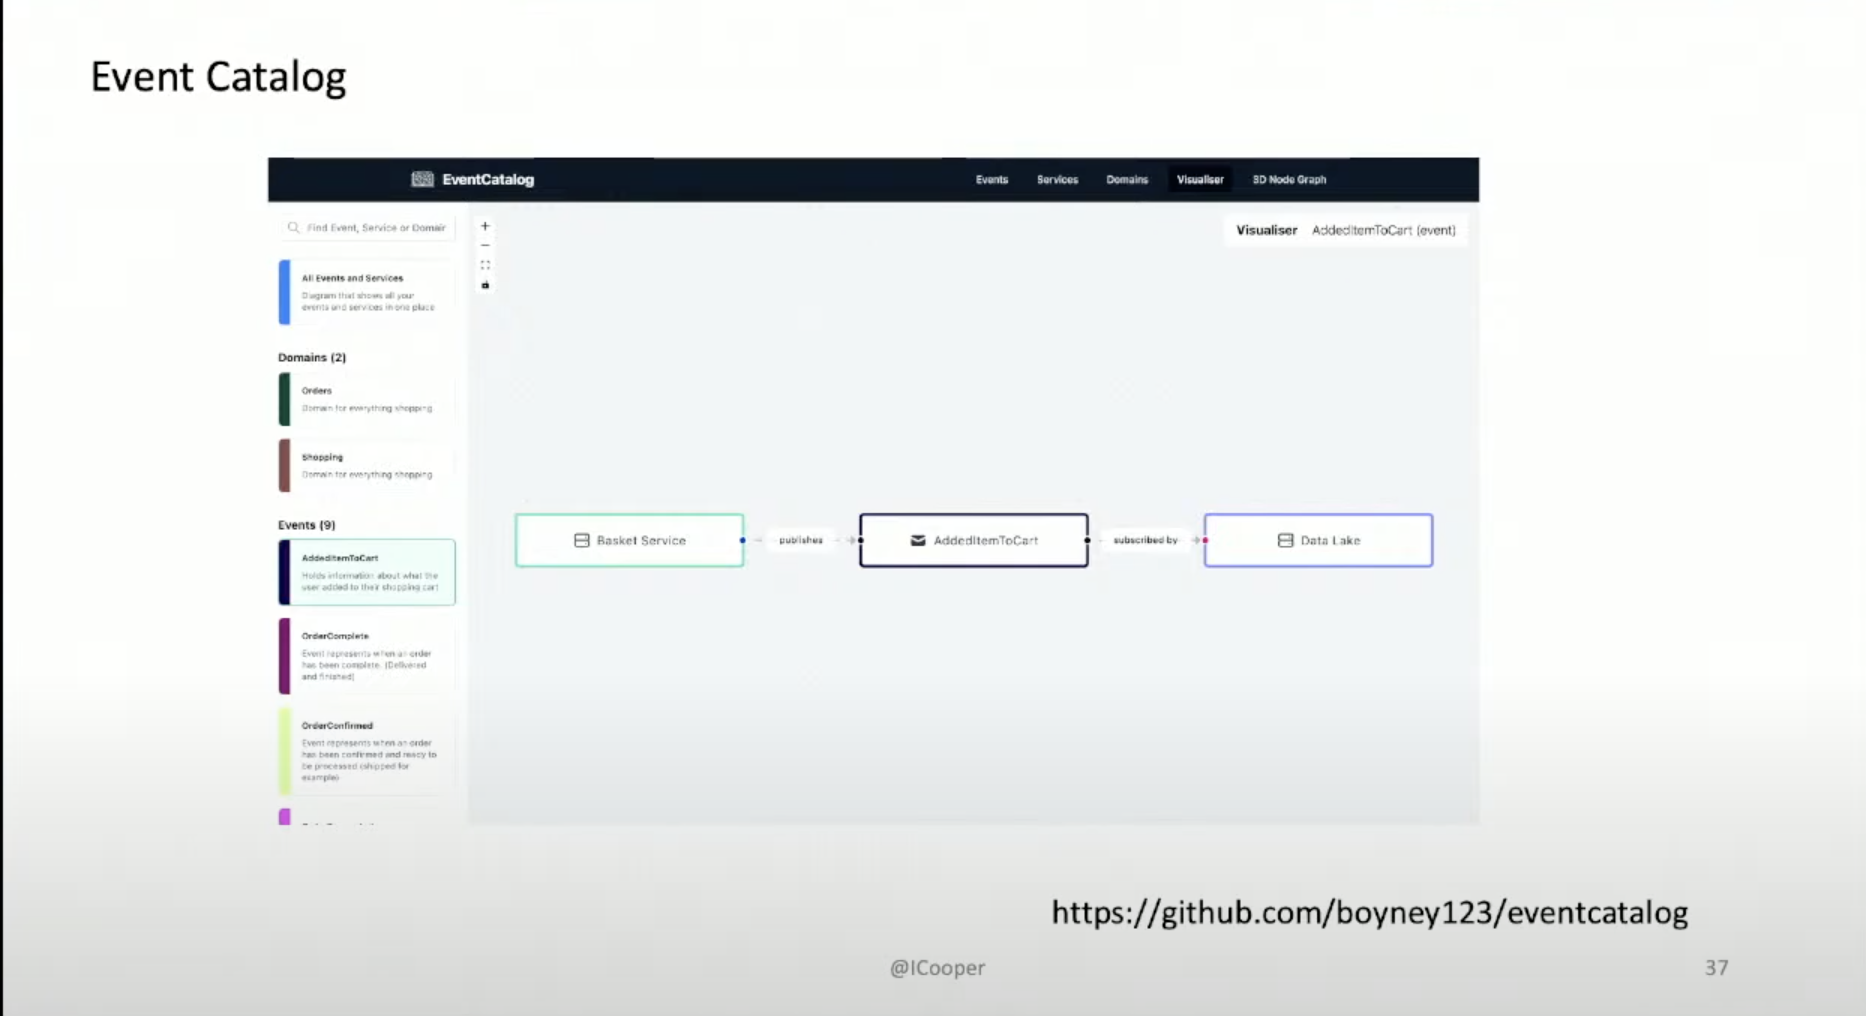 Event Catalog
EventCatalog
Events Services Domains Visualiser 3D Node Graph
Find Event, Service or Domair
Visualiser AddedItemToCart (event)
All Events and Services
Diagram that shows all your
events and services in one place
Domains (2)
Orders
Domain for everything shopping
Shopping
Domain for everything shopping
Events (9)
AddedItemToCart
Holds information about what the
user added to their shopping cart
OrderComplete
Event represents when an order
has been complete. (Delivered
and finished)
OrderConfirmed
Event represents when an order
has been confirmed and ready to
be processed (shipped for
example)
Basket Service
publishes
AddedItemToCart
subscribed by
Data Lake
https://github.com/boyney123/eventcatalog
@ICooper
37